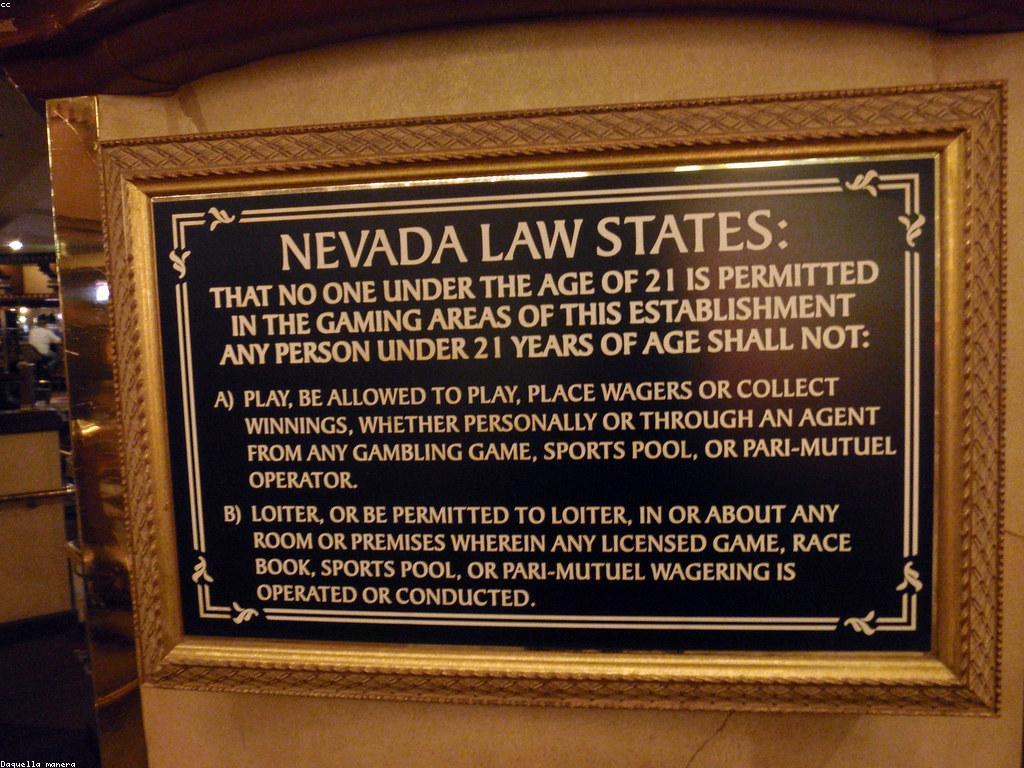 cc
NEVADA LAW STATES:
THAT NO ONE UNDER THE AGE OF 21 IS PERMITTED
IN THE GAMING AREAS OF THIS ESTABLISHMENT
ANY PERSON UNDER 21 YEARS OF AGE SHALL NOT:
A) PLAY, BE ALLOWED TO PLAY, PLACE WAGERS OR COLLECT
WINNINGS, WHETHER PERSONALLY OR THROUGH AN AGENT
FROM ANY GAMBLING GAME, SPORTS POOL, OR PARI-MUTUEL
OPERATOR.
B) LOITER, OR BE PERMITTED TO LOITER, IN OR ABOUT ANY
ROOM OR PREMISES WHEREIN ANY LICENSED GAME, RACE
BOOK, SPORTS POOL, OR PARI-MUTUEL WAGERING IS
OPERATED OR CONDUCTED.
Daquella manera